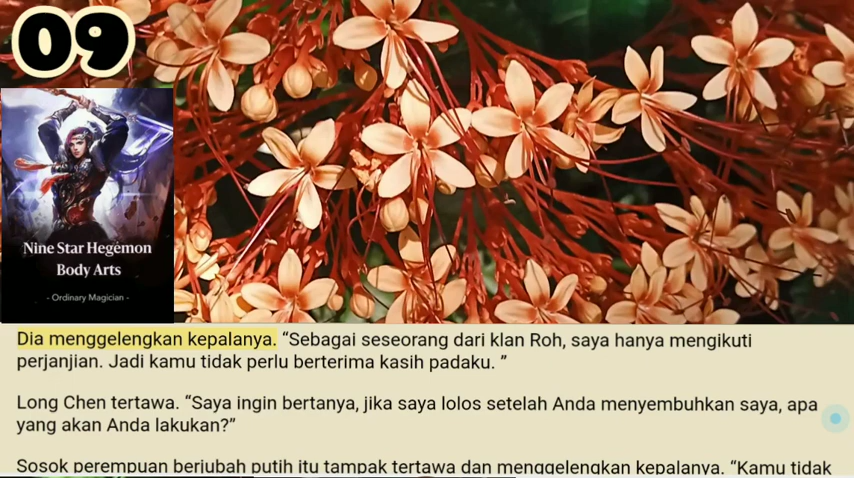 09
Nine Star Hegemon
Body Arts
- Ordinary Magician -
Dia menggelengkan kepalanya. “Sebagai seseorang dari klan Roh, saya hanya mengikuti
perjanjian. Jadi kamu tidak perlu berterima kasih padaku. ”
Long Chen tertawa. “Saya ingin bertanya, jika saya lolos setelah Anda menyembuhkan saya, apa
yang akan Anda lakukan?”
Sosok perempuan berjubah putih itu tampak tertawa dan menggelengkan kepalanya. “Kamu tidak